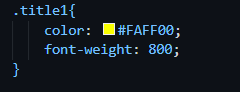 .title1{
color: #FAFF00;
font-weight: 800;
}